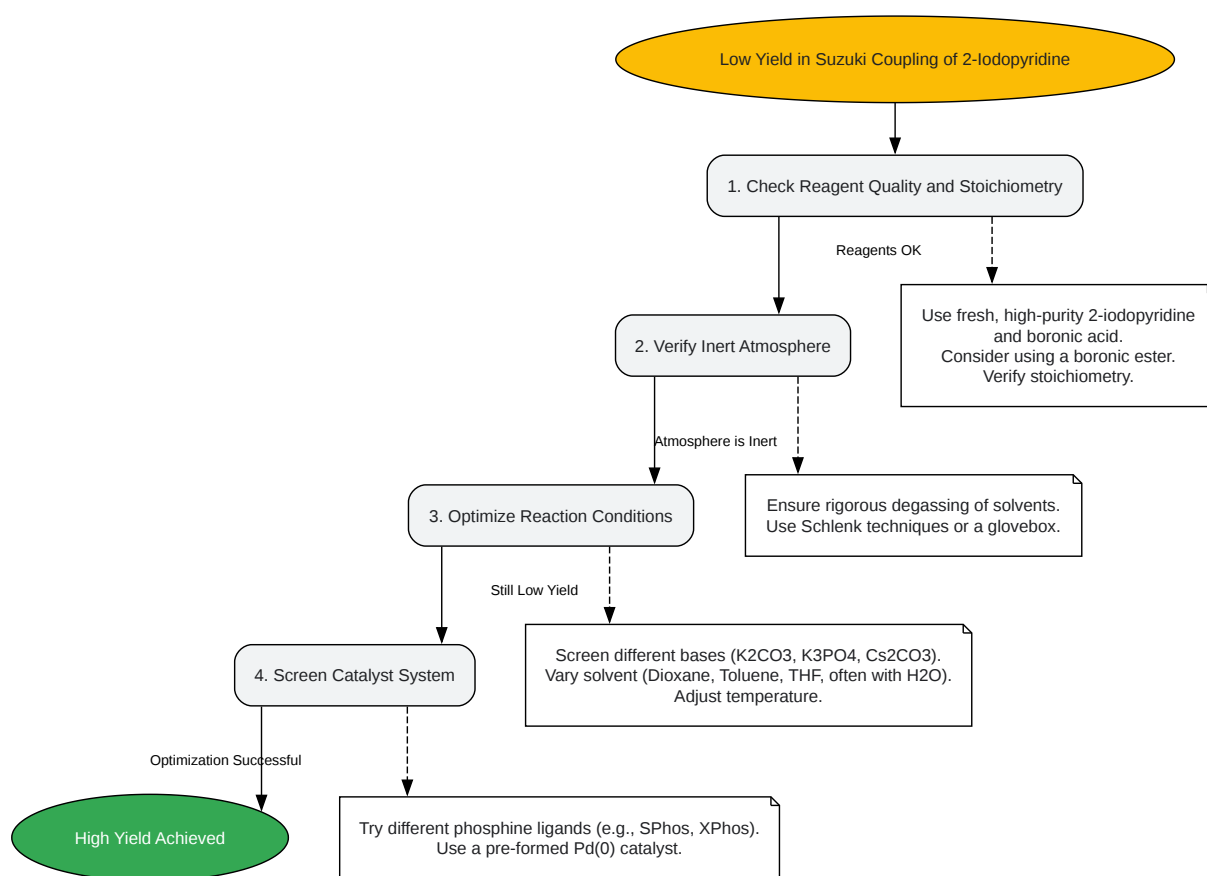 Low Yield in Suzuki Coupling of 2-Iodopyridine
1. Check Reagent Quality and Stoichiometry
Reagents OK
Use fresh, high-purity 2-iodopyridine
and boronic acid.
Consider using a boronic ester.
Verify stoichiometry.
2. Verify Inert Atmosphere
Atmosphere is Inert
Ensure rigorous degassing of solvents.
Use Schlenk techniques or a glovebox.
3. Optimize Reaction Conditions
Still Low Yield
Screen different bases (K2CO3, K3PO4, Cs2CO3).
Vary solvent (Dioxane, Toluene, THF, often with H2O).
Adjust temperature.
4. Screen Catalyst System
Optimization Successful
Try different phosphine ligands (e.g., SPhos, XPhos).
Use a pre-formed Pd(0) catalyst.
High Yield Achieved